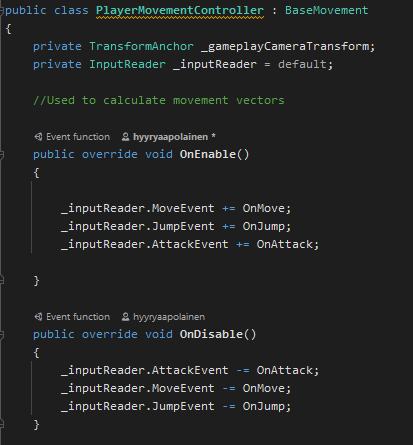 public class PlayerMovementController : BaseMovement
{
private TransformAnchor _gameplayCameraTransform;
private InputReader _inputReader = default;
//Used to calculate movement vectors
Event function hyyryaapolainen *
public override void OnEnable()
{
_inputReader.MoveEvent += OnMove;
_inputReader.JumpEvent += OnJump;
_inputReader.AttackEvent += OnAttack;
}
Event function hyyryaapolainen
public override void OnDisable()
{
_inputReader.AttackEvent -= OnAttack;
_inputReader.MoveEvent -= OnMove;
_inputReader.JumpEvent -= OnJump;
}